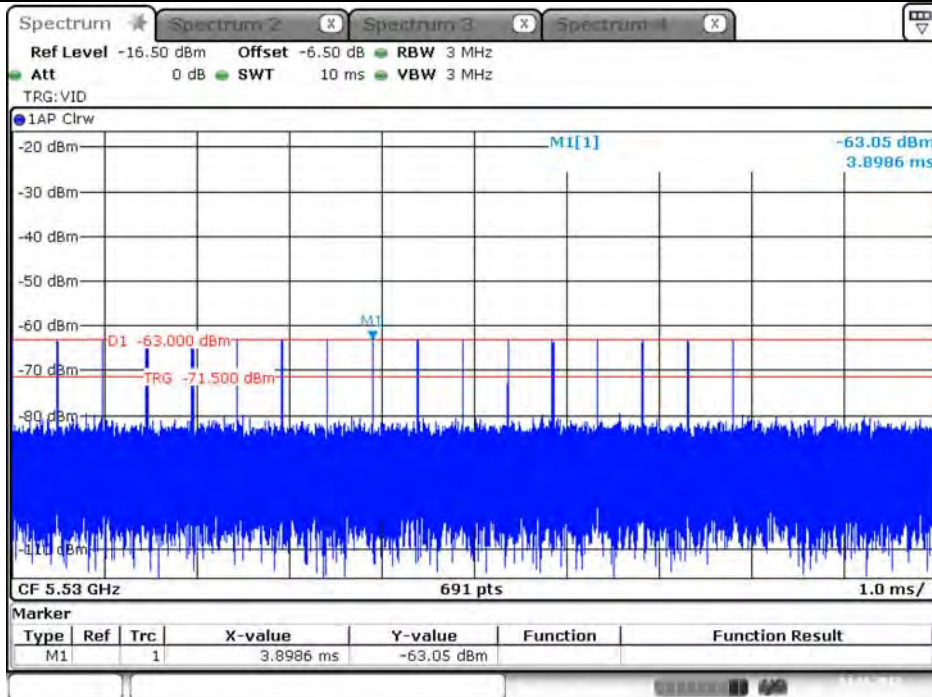 Spectrum Spectrum 2 X Spectrum 3 X Spectrum 4 X
Ref Level -16.50 dBm Offset -6.50 dB RBW 3 MHz
Att 0 dB SWT 10 ms VBW 3 MHz
TRG:VID
1AP Clrw
-20 dBm M1[1] -63.05 dBm
3.8986 ms
-30 dBm
-40 dBm
-50 dBm
-60 dBm
M1
D1 -63.000 dBm
-70 dBm
TRG -71.500 dBm
-80 dBm
-110 dBm
CF 5.53 GHz 691 pts 1.0 ms/
Marker
Type Ref Trc X-value Y-value Function Function Result
M1 1 3.8986 ms -63.05 dBm